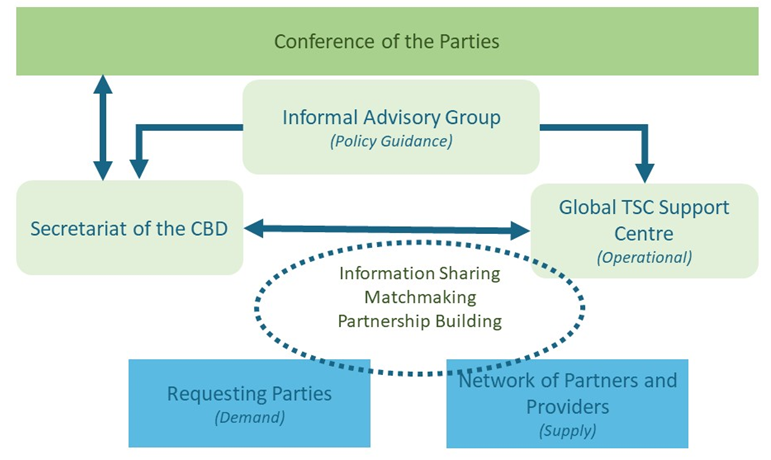 Conference of the Parties
Informal Advisory Group
(Policy Guidance)
Secretariat of the CBD
Global TSC Support
Centre
(Operational)
Information Sharing
Matchmaking
Partnership Building
Requesting Parties
(Demand)
Network of Partners and
Providers
(Supply)